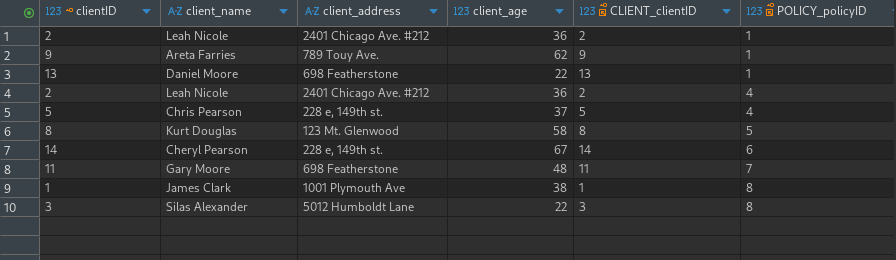 123 clientID A-Z client_name A-Z client_address 123 client_age 123 CLIENT_clientID 123 POLICY_policyID
1 2 Leah Nicole 2401 Chicago Ave. #212 36 2 1
2 9 Areta Farries 789 Touy Ave. 62 9 1
3 13 Daniel Moore 698 Featherstone 22 13 1
4 2 Leah Nicole 2401 Chicago Ave. #212 36 2 4
5 5 Chris Pearson 228 e, 149th st. 37 5 4
6 8 Kurt Douglas 123 Mt. Glenwood 58 8 5
7 14 Cheryl Pearson 228 e, 149th st. 67 14 6
8 11 Gary Moore 698 Featherstone 48 11 7
9 1 James Clark 1001 Plymouth Ave 38 1 8
10 3 Silas Alexander 5012 Humboldt Lane 22 3 8